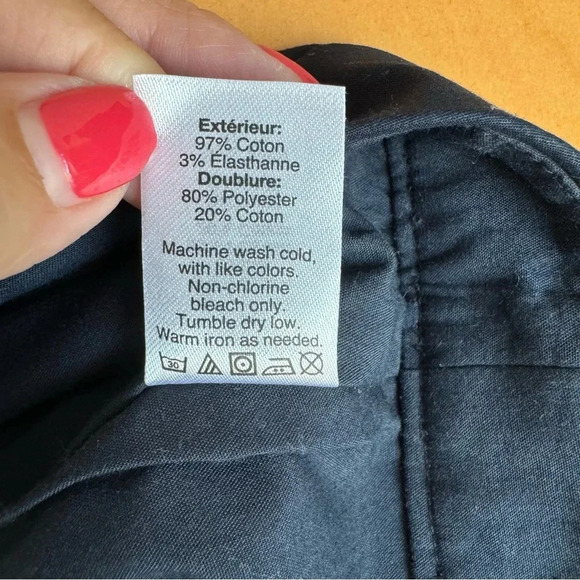 Extérieur:
97% Coton
3% Élasthanne
Doublure:
80% Polyester
20% Coton
Machine wash cold,
with like colors.
Non-chlorine
bleach only.
Tumble dry low.
Warm iron as needed.
30